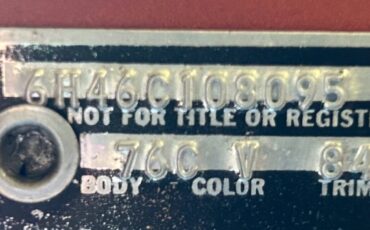 6H46C108095
NOT FOR TITLE OR REGIST
76C V 84
BODY COLOR TRIM